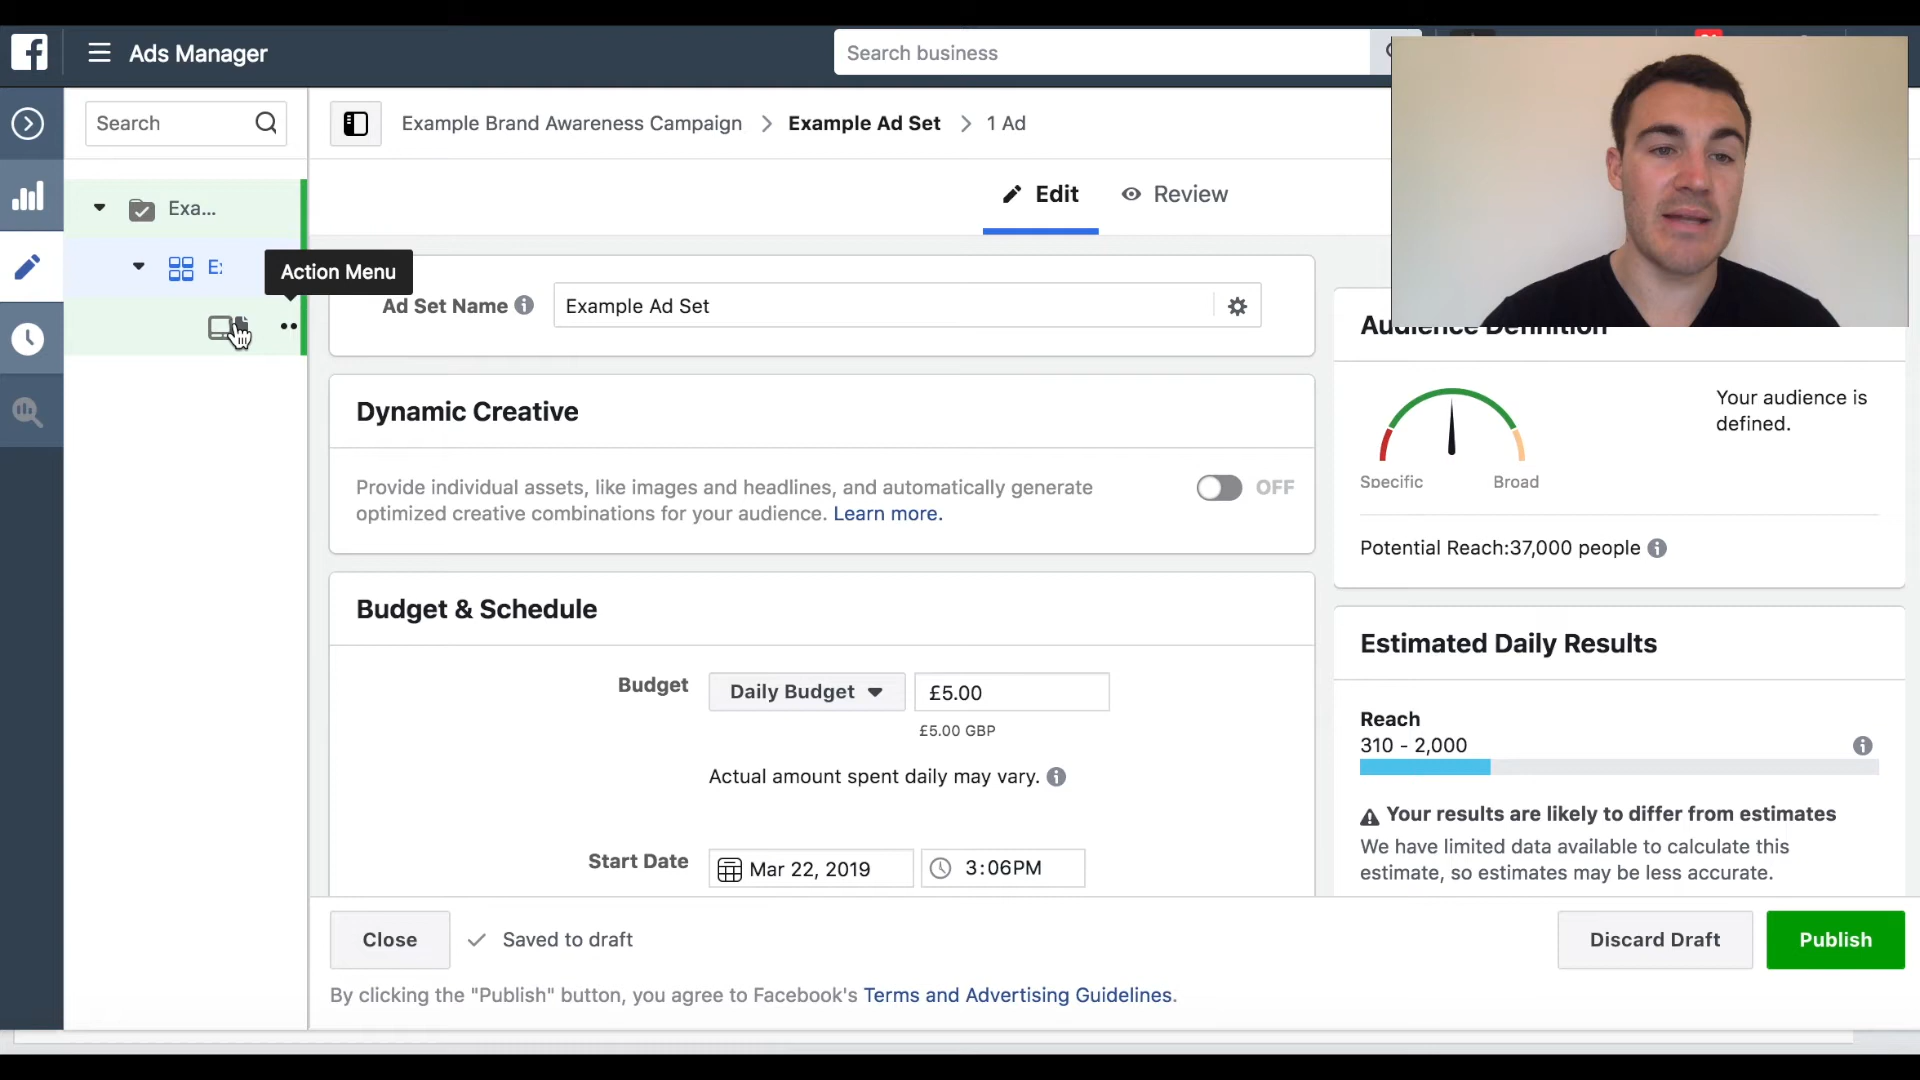 Ads Manager
Search business
Search
Example Brand Awareness Campaign
Example Ad Set
1 Ad
Edit
Review
Exa...
Action Menu
Ad Set Name
Example Ad Set
Dynamic Creative
Provide individual assets, like images and headlines, and automatically generate
optimized creative combinations for your audience. Learn more.
OFF
Budget & Schedule
Budget
Daily Budget
£5.00
£5.00 GBP
Actual amount spent daily may vary.
Start Date
Mar 22, 2019
3:06PM
Audience Definition
Your audience is
defined.
Specific
Broad
Potential Reach:37,000 people
Estimated Daily Results
Reach
310 - 2,000
Your results are likely to differ from estimates
We have limited data available to calculate this
estimate, so estimates may be less accurate.
Close
Saved to draft
Discard Draft
Publish
By clicking the "Publish" button, you agree to Facebook's Terms and Advertising Guidelines.